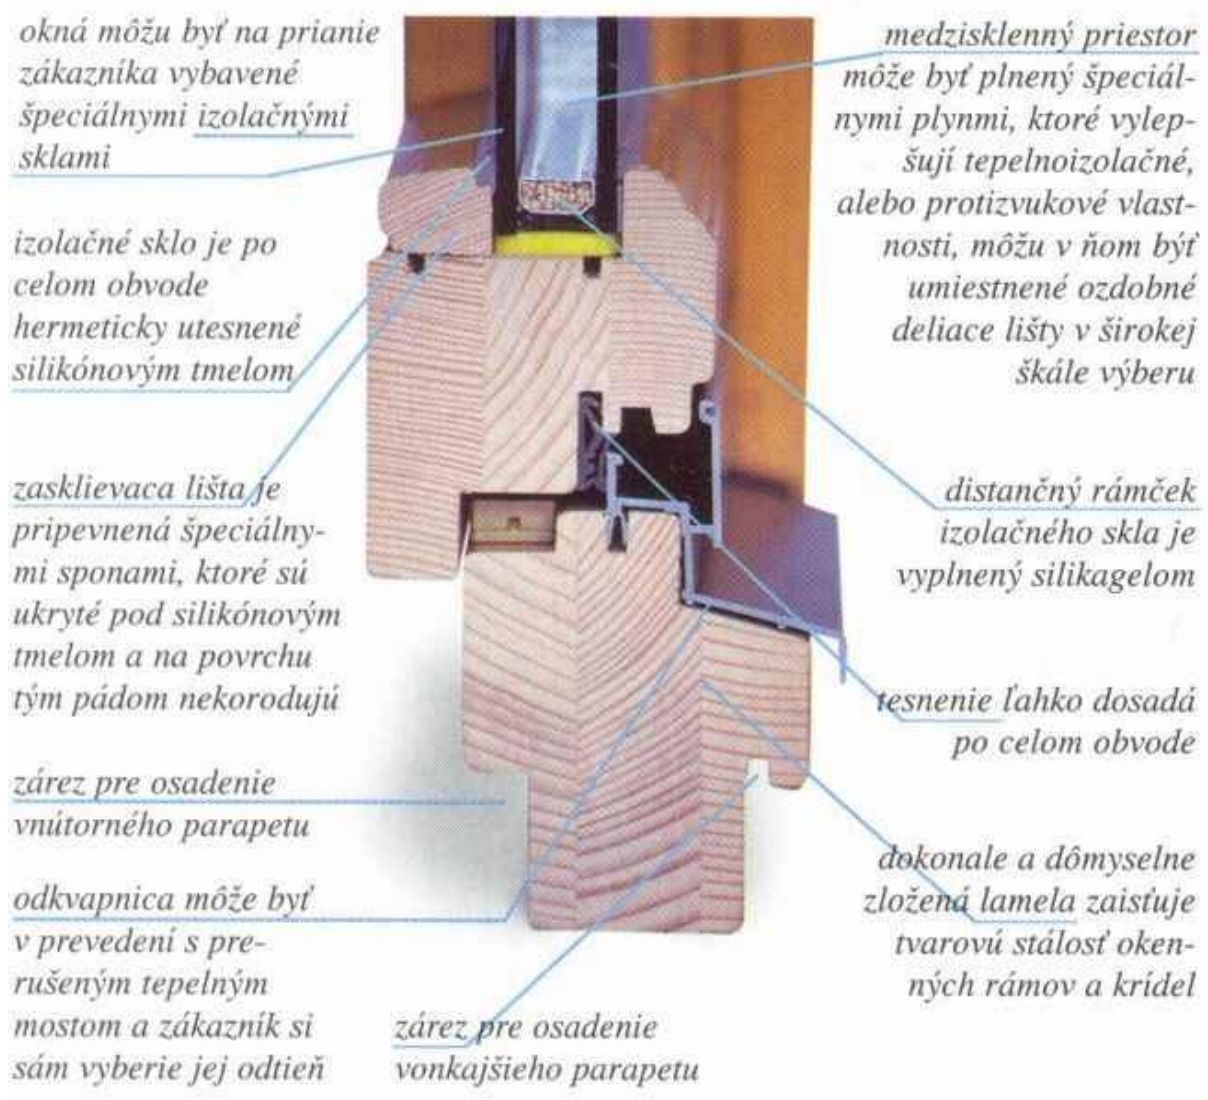 okná môžu byť na prianie
zákazníka vybavené
špeciálnymi izolačnými
sklami
izolačné sklo je po
celom obvode
hermeticky utesnené
silikónovým tmelom
zasklievaca lišta je
pripevnená špeciálny-
mi sponami, ktoré sú
ukryté pod silikónovým
tmelom a na povrchu
tým pádom nekorodujú
zárez pre osadenie
vnútorného parapetu
odkvapnica môže byť
v prevedení s pre-
rušeným tepelným
mostom a zákazník si
sám vyberie jej odtieň
zárez pre osadenie
vonkajšieho parapetu
medzisklenný priestor
môže byť plnený špeciál-
nymi plynmi, ktoré vylep-
šují tepelnoizolačné,
alebo protizvukové vlast-
nosti, môžu v ňom býť
umiestnené ozdobné
deliace lišty v širokej
škále výberu
distančný rámček
izolačného skla je
vyplnený silikagelom
tesnenie ľahko dosadá
po celom obvode
dokonale a dômyselne
zložená lamela zaisťuje
tvarovú stálosť oken-
ných rámov a krídel